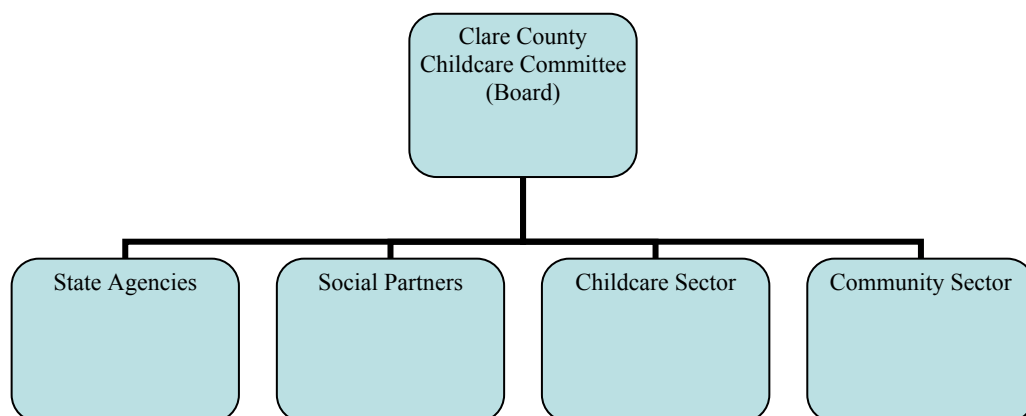 Clare County
Childcare Committee
(Board)
State Agencies
Social Partners
Childcare Sector
Community Sector